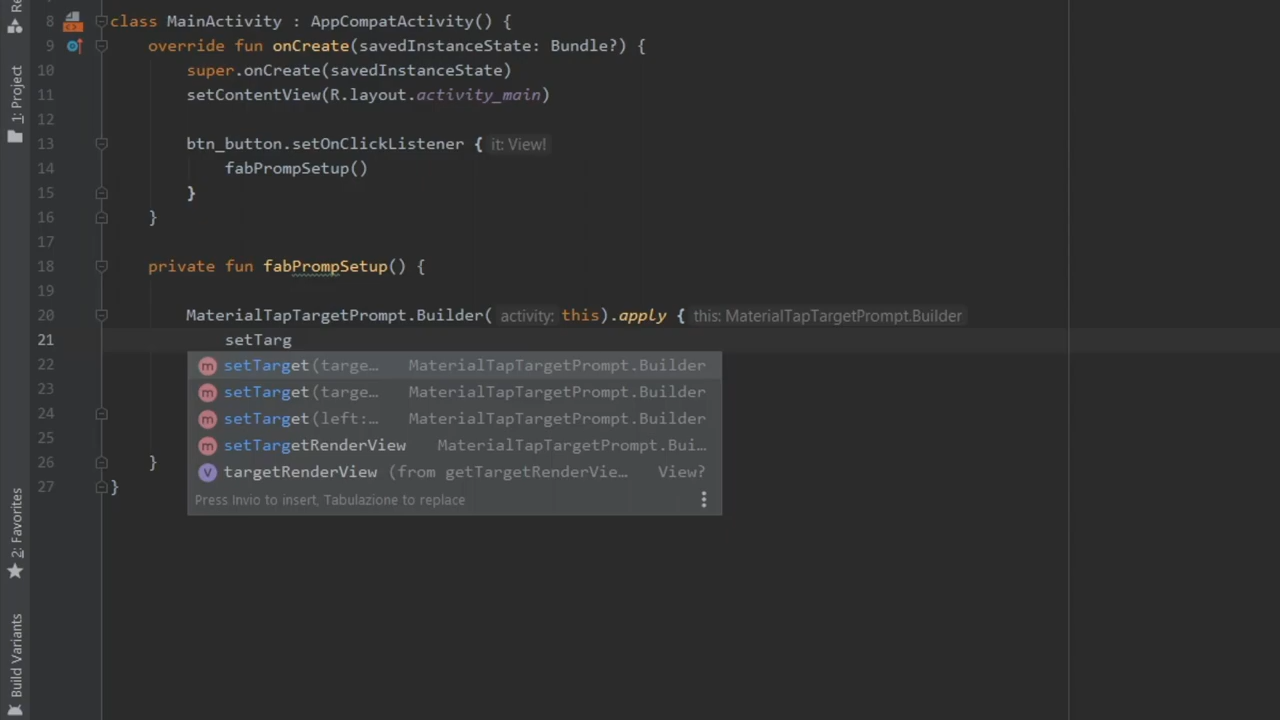 8 class MainActivity : AppCompatActivity() {
9 override fun onCreate(savedInstanceState: Bundle?) {
10 super.onCreate(savedInstanceState)
11 setContentView(R.layout.activity_main)
12
13 btn_button.setOnClickListener { it: View!
14 fabPrompSetup()
15 }
16 }
17
18 private fun fabPrompSetup() {
19
20 MaterialTapTargetPrompt.Builder( activity: this).apply { this: MaterialTapTargetPrompt.Builder
21 setTarg
22 setTarget(targe… MaterialTapTargetPrompt.Builder
23 setTarget(targe… MaterialTapTargetPrompt.Builder
24 setTarget(left:… MaterialTapTargetPrompt.Builder
25 setTargetRenderView MaterialTapTargetPrompt.Bui…
26 }
targetRenderView (from getTargetRenderVie… View?
27 }
Press Invio to insert, Tabulazione to replace
1: Project
2: Favorites
Build Variants